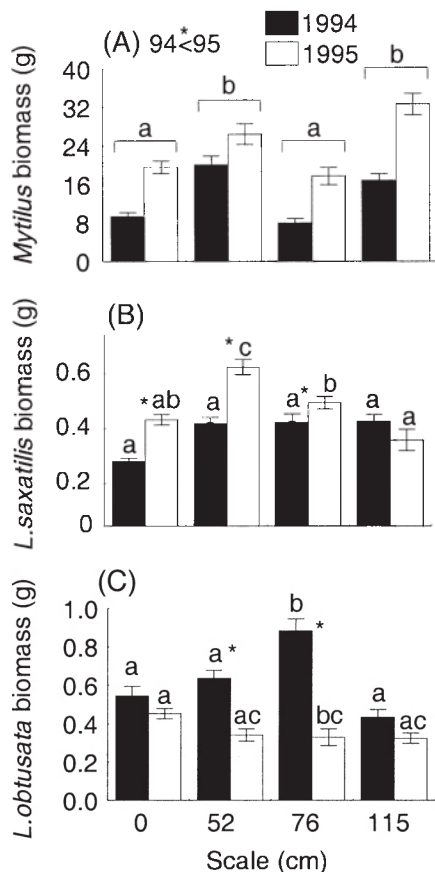 1994
1995
(A) 94<95
*
Mytilus biomass (g)
40
32
24
16
8
0
a
b
a
b
(B)
L.saxatilis biomass (g)
0.6
0.4
0.2
0
a
* ab
a
* c
a
* b
a
a
(C)
L.obtusata biomass (g)
1.0
0.8
0.6
0.4
0.2
0.0
a
a
a *
ac
b
*
bc
a
ac
0 52 76 115
Scale (cm)